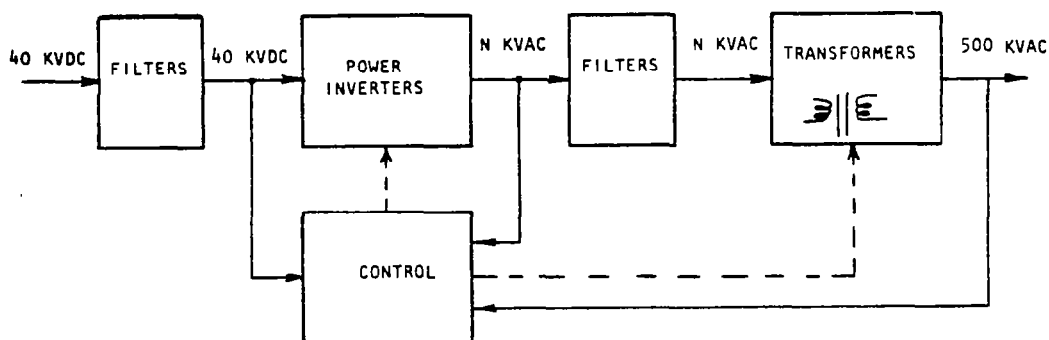 40 KVDC
FILTERS
40 KVDC
POWER
INVERTERS
N KVAC
FILTERS
N KVAC
TRANSFORMERS
500 KVAC
CONTROL